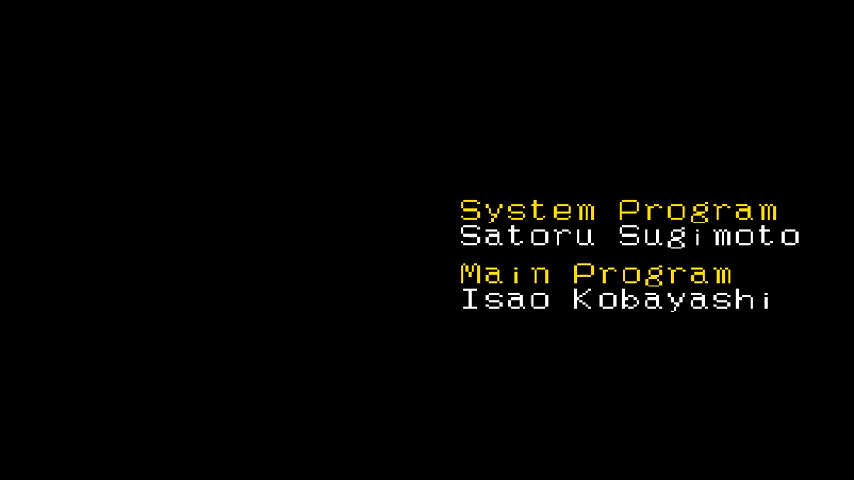 System Program
Satoru Sugimoto
Main Program
Isao Kobayashi